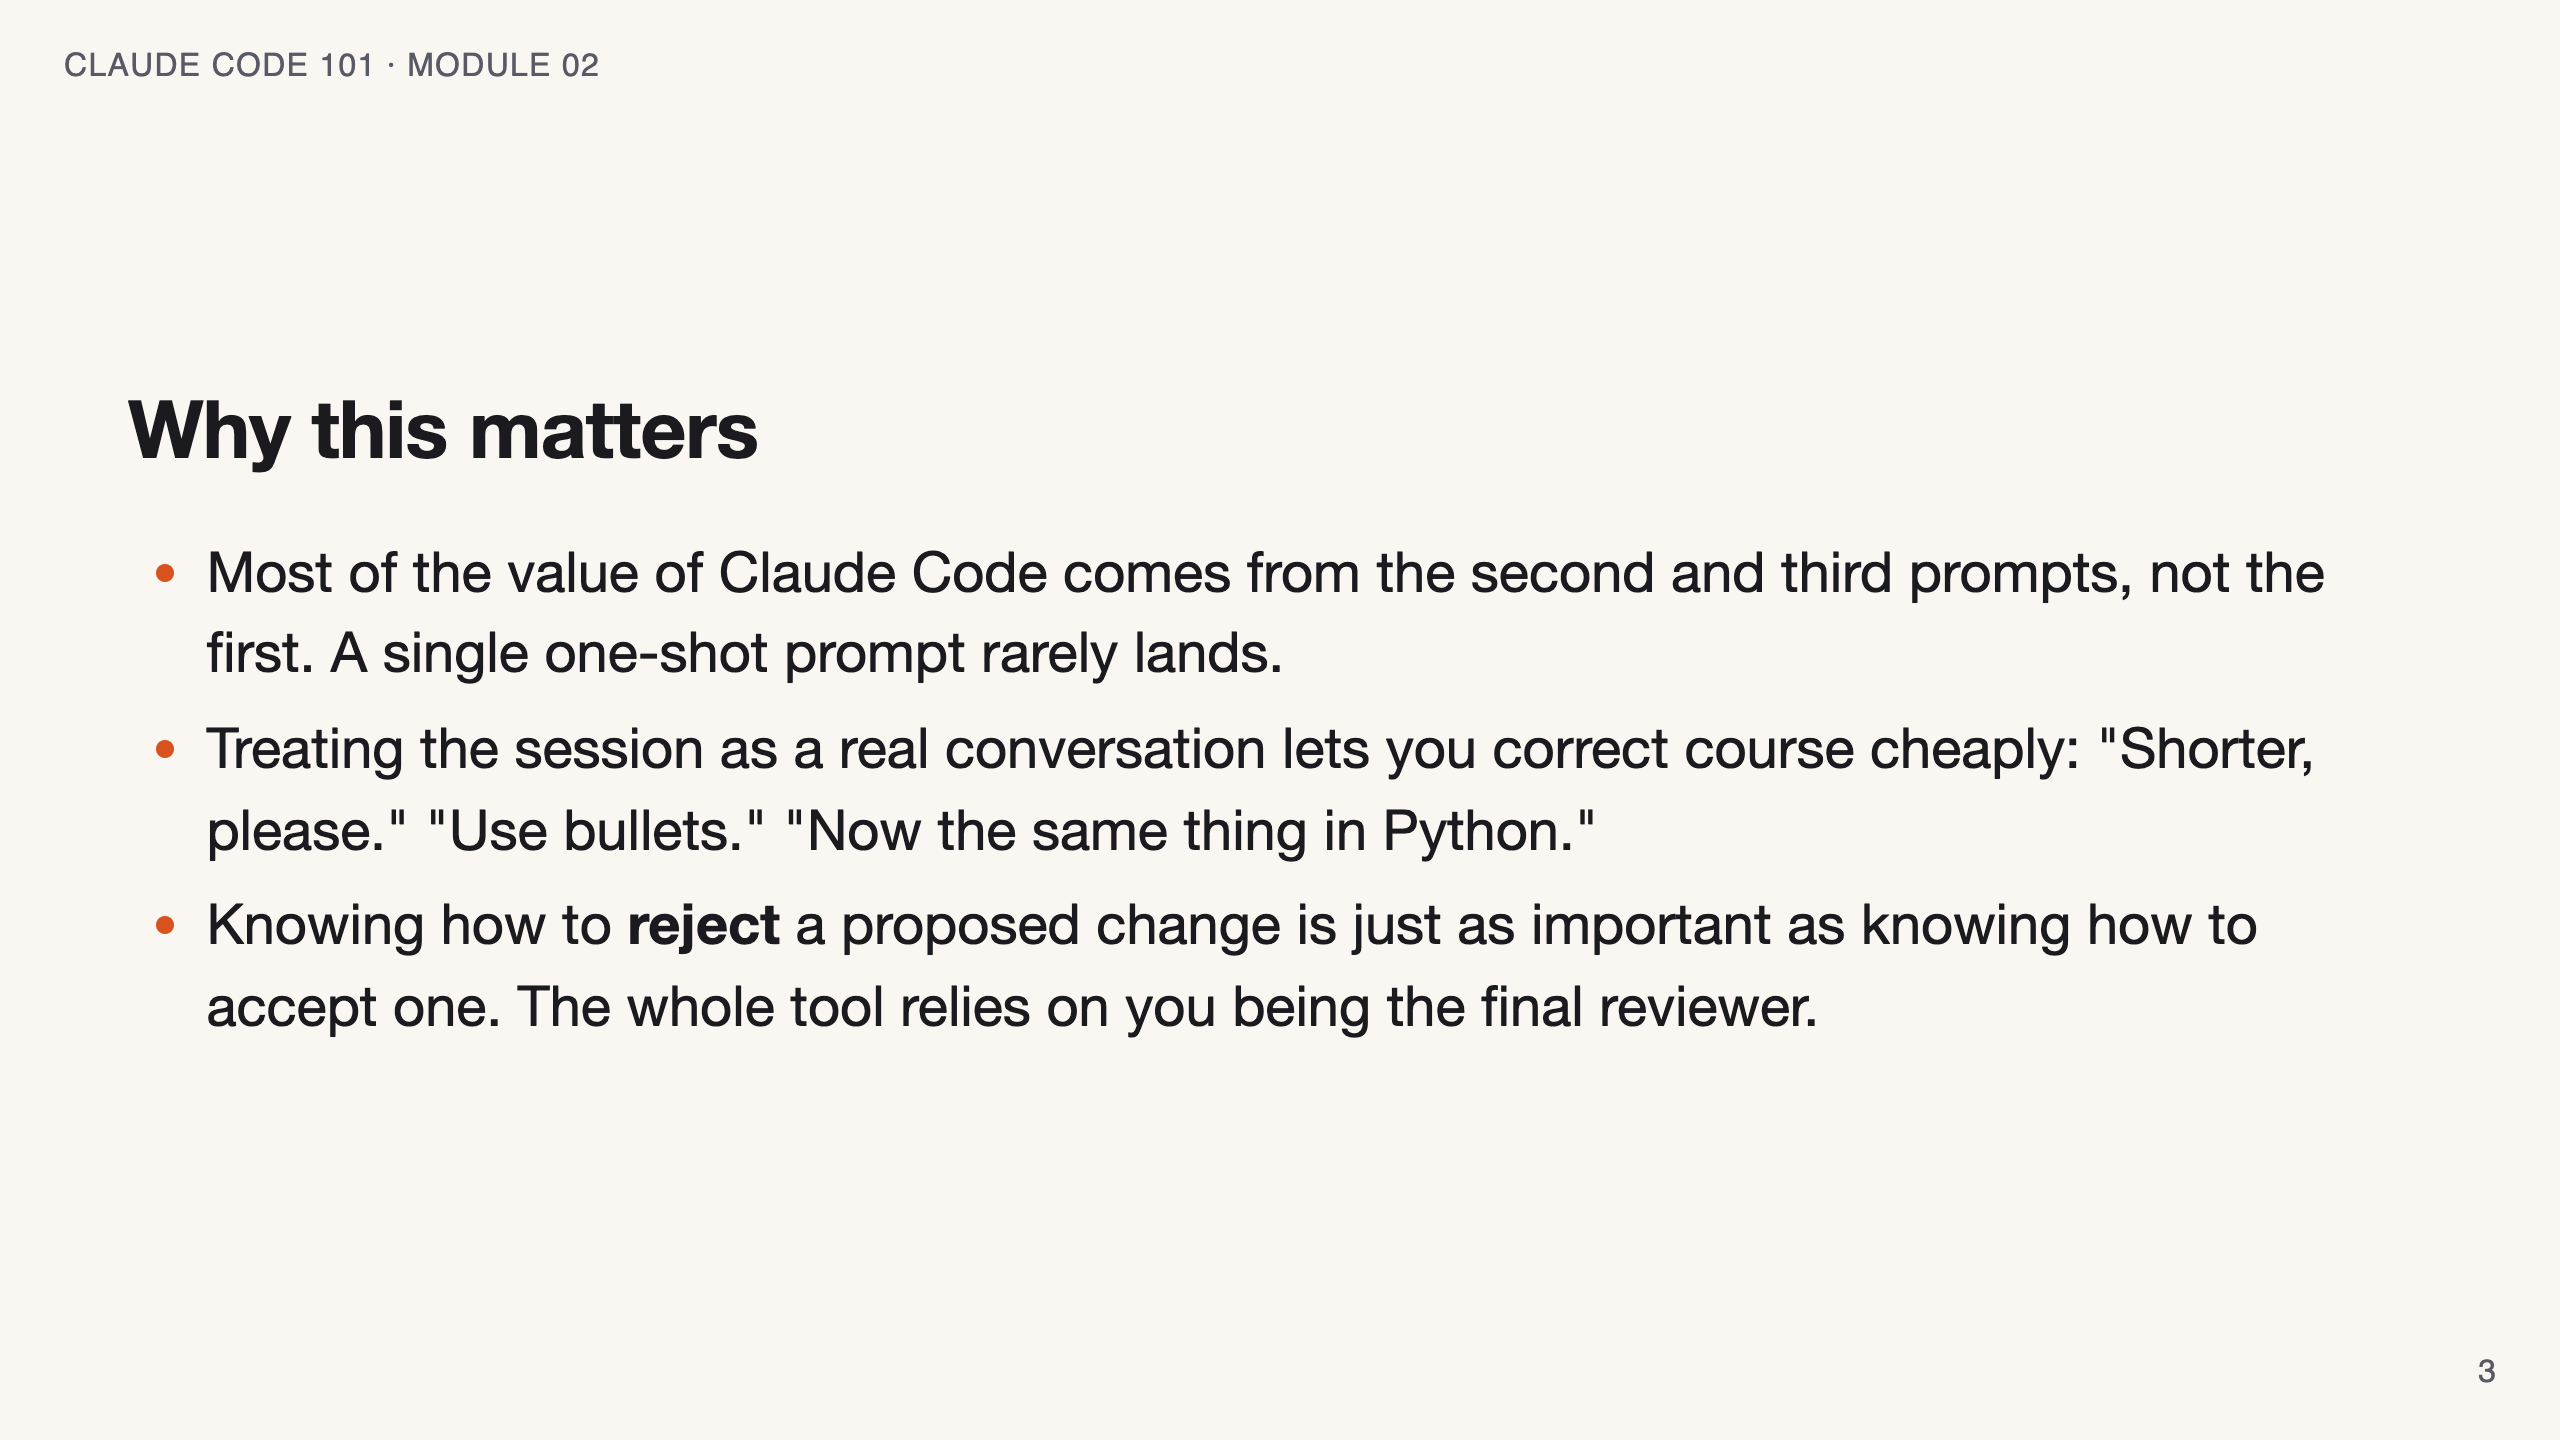 CLAUDE CODE 101 · MODULE 02
Why this matters
• Most of the value of Claude Code comes from the second and third prompts, not the
first. A single one-shot prompt rarely lands.
• Treating the session as a real conversation lets you correct course cheaply: "Shorter,
please." "Use bullets." "Now the same thing in Python."
• Knowing how to reject a proposed change is just as important as knowing how to
accept one. The whole tool relies on you being the final reviewer.
3